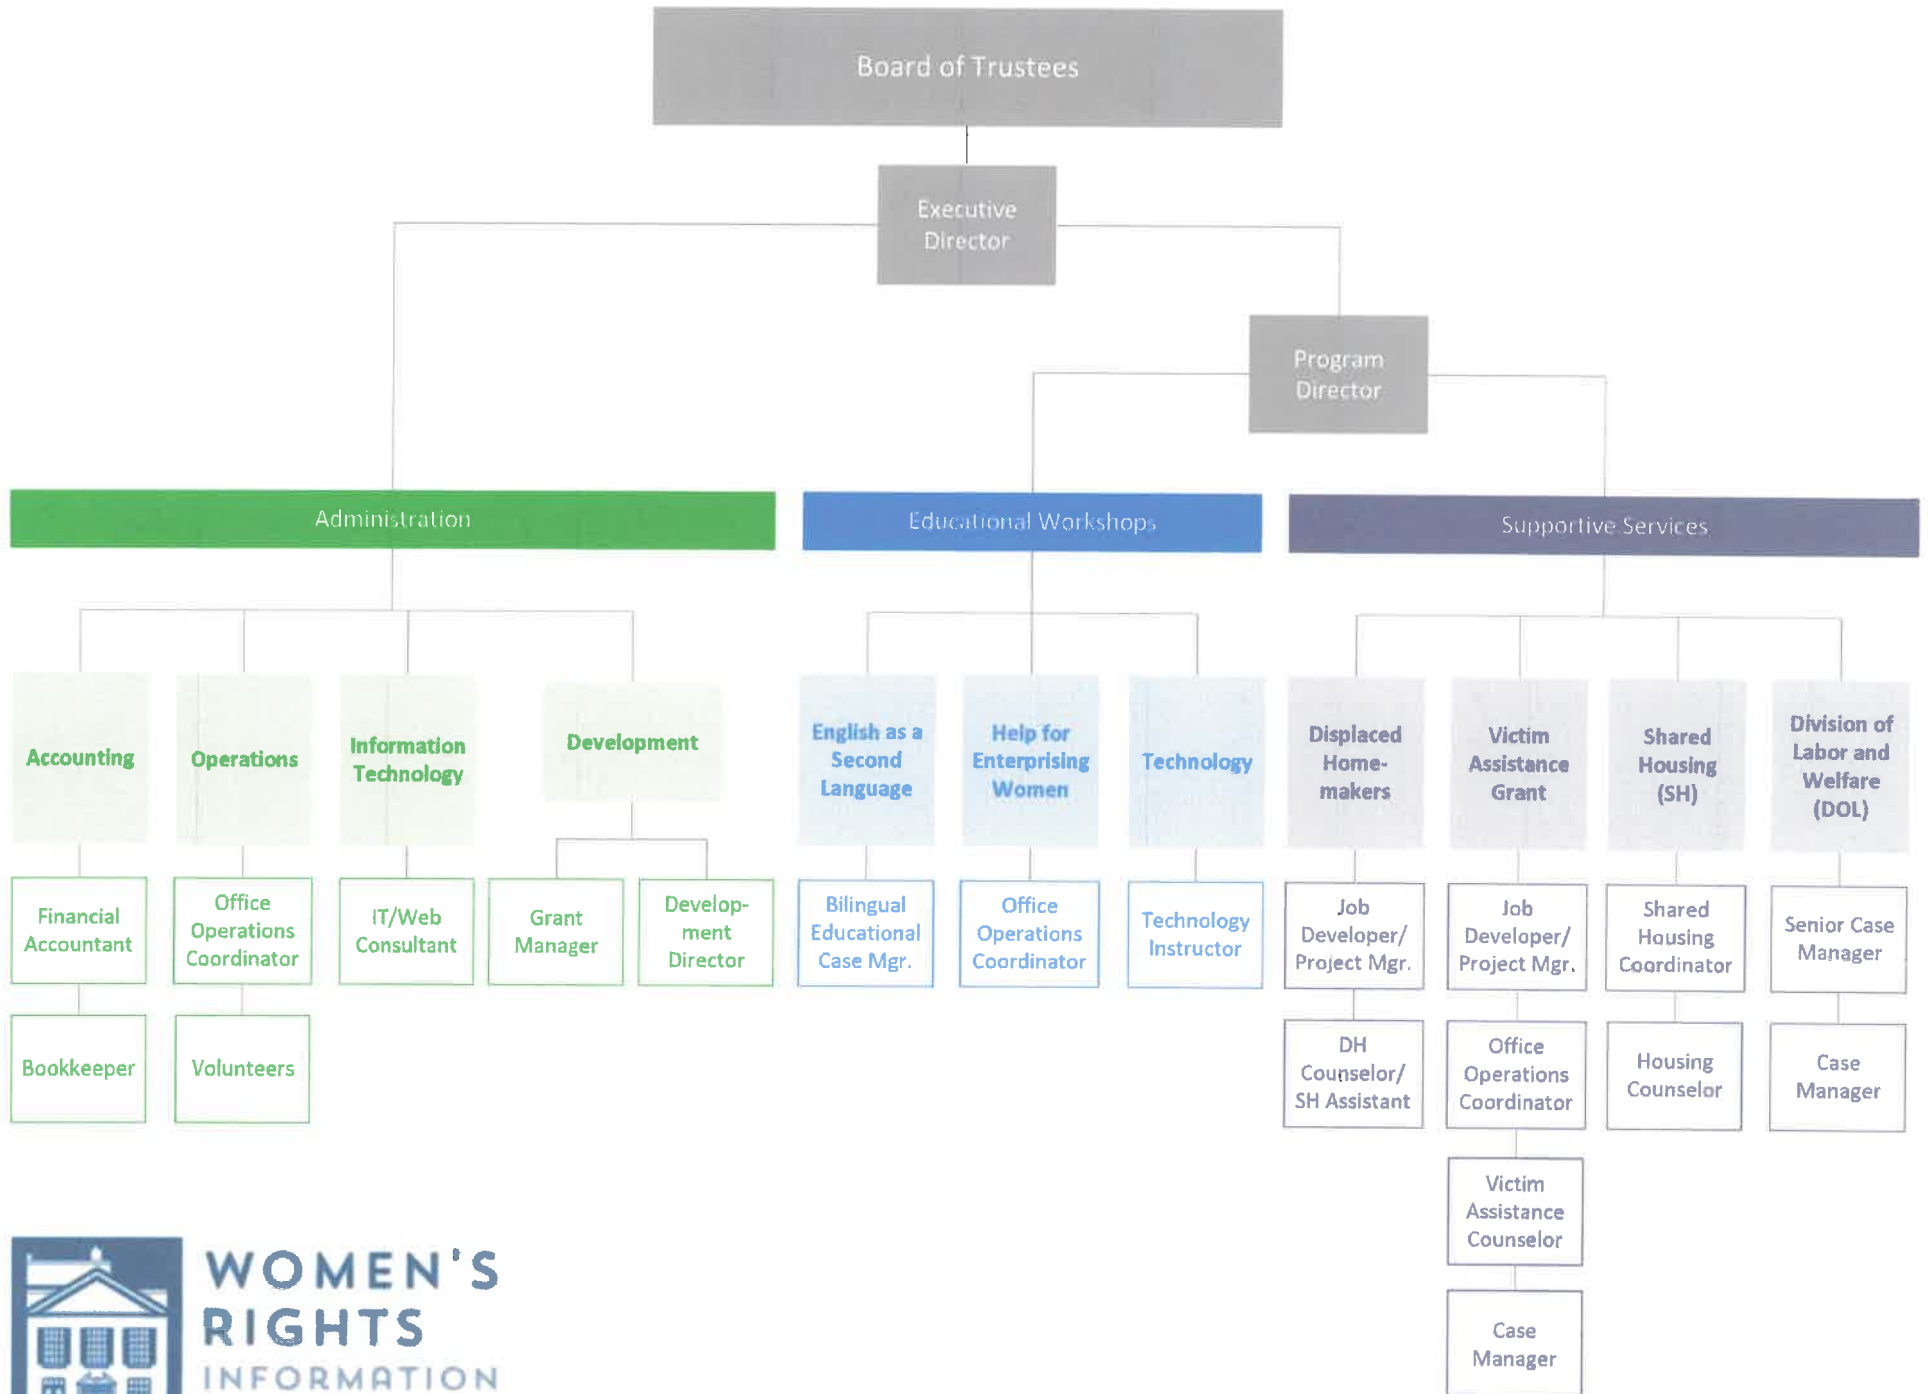 Board of Trustees
Executive
Director
Program
Director
Administration
Educational Workshops
Supportive Services
Accounting
Operations
Information
Technology
Development
English as a
Second
Language
Help for
Enterprising
Women
Technology
Displaced
Home-
makers
Victim
Assistance
Grant
Shared
Housing
(SH)
Division of
Labor and
Welfare
(DOL)
Financial
Accountant
Office
Operations
Coordinator
IT/Web
Consultant
Grant
Manager
Develop-
ment
Director
Bilingual
Educational
Case Mgr.
Office
Operations
Coordinator
Technology
Instructor
Job
Developer/
Project Mgr.
Job
Developer/
Project Mgr.
Shared
Housing
Coordinator
Senior Case
Manager
Bookkeeper
Volunteers
DH
Counselor/
SH Assistant
Office
Operations
Coordinator
Housing
Counselor
Case
Manager
Victim
Assistance
Counselor
Case
Manager
WOMEN'S
RIGHTS
INFORMATION